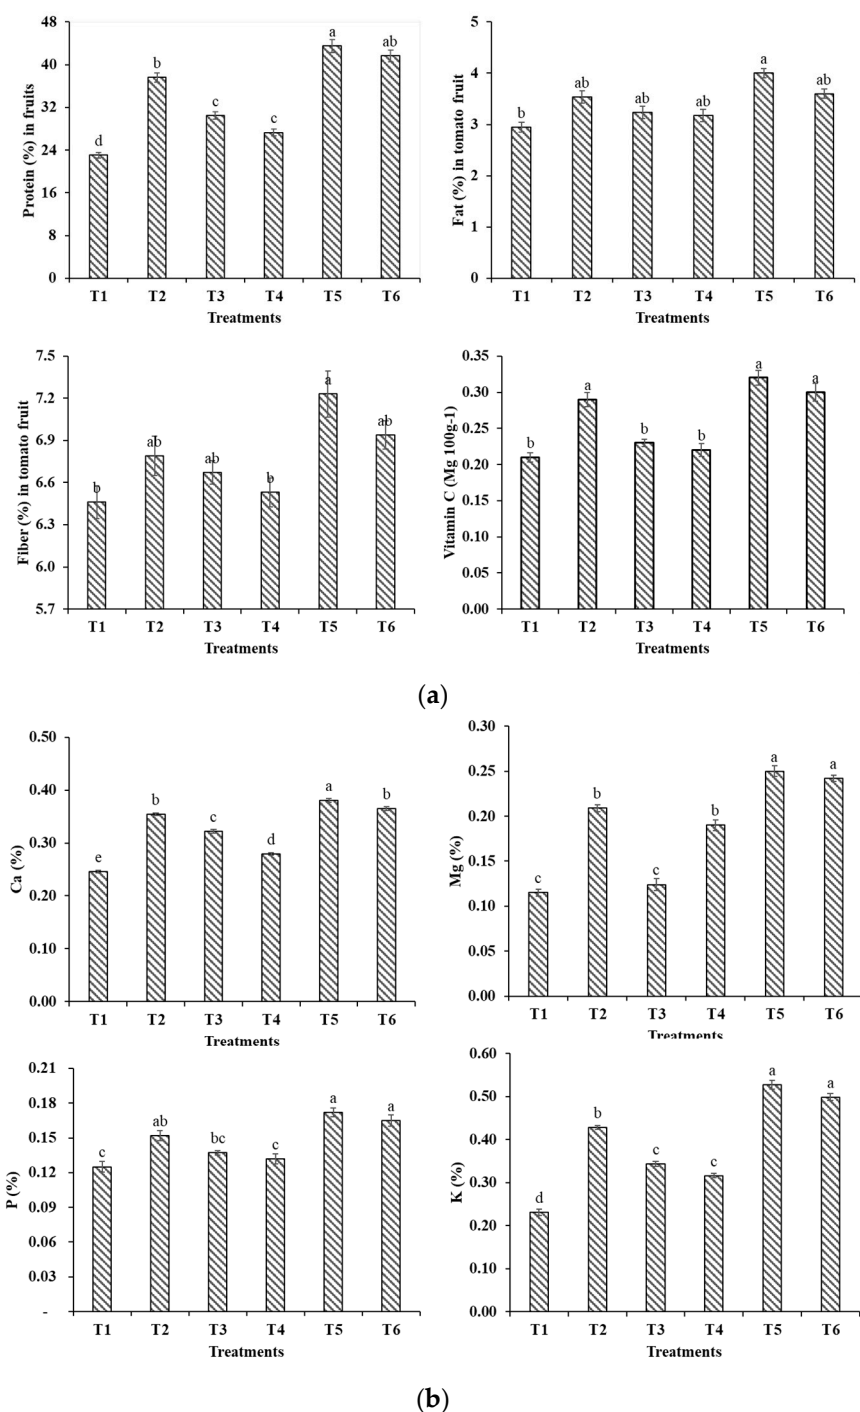 48
40
32
24
16
8
0
Protein (%) in fruits
d
b
c
c
a
ab
T1 T2 T3 T4 T5 T6
Treatments
5
4
3
2
1
0
Fat (%) in tomato fruit
b
ab
ab
ab
a
ab
T1 T2 T3 T4 T5 T6
Treatments
7.5
7.2
6.9
6.6
6.3
6.0
5.7
Fiber (%) in tomato fruit
b
ab
ab
b
a
ab
T1 T2 T3 T4 T5 T6
Treatments
0.35
0.30
0.25
0.20
0.15
0.10
0.05
0.00
Vitamin C (Mg 100g-1)
b
a
b
b
a
a
T1 T2 T3 T4 T5 T6
Treatments
(a)
0.50
0.40
0.30
0.20
0.10
0.00
Ca (%)
e
b
c
d
a
b
T1 T2 T3 T4 T5 T6
Treatments
0.30
0.25
0.20
0.15
0.10
0.05
0.00
Mg (%)
c
b
c
b
a
a
T1 T2 T3 T4 T5 T6
Treatments
0.21
0.18
0.15
0.12
0.09
0.06
0.03
-
P (%)
c
ab
bc
c
a
a
T1 T2 T3 T4 T5 T6
Treatments
0.60
0.50
0.40
0.30
0.20
0.10
0.00
K (%)
d
b
c
c
a
a
T1 T2 T3 T4 T5 T6
Treatments
(b)